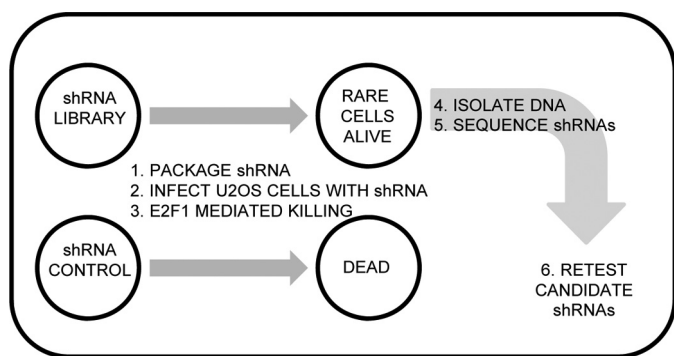 shRNA
LIBRARY
RARE
CELLS
ALIVE
4. ISOLATE DNA
5. SEQUENCE shRNAs
1. PACKAGE shRNA
2. INFECT U2OS CELLS WITH shRNA
3. E2F1 MEDIATED KILLING
shRNA
CONTROL
DEAD
6. RETEST
CANDIDATE
shRNAs